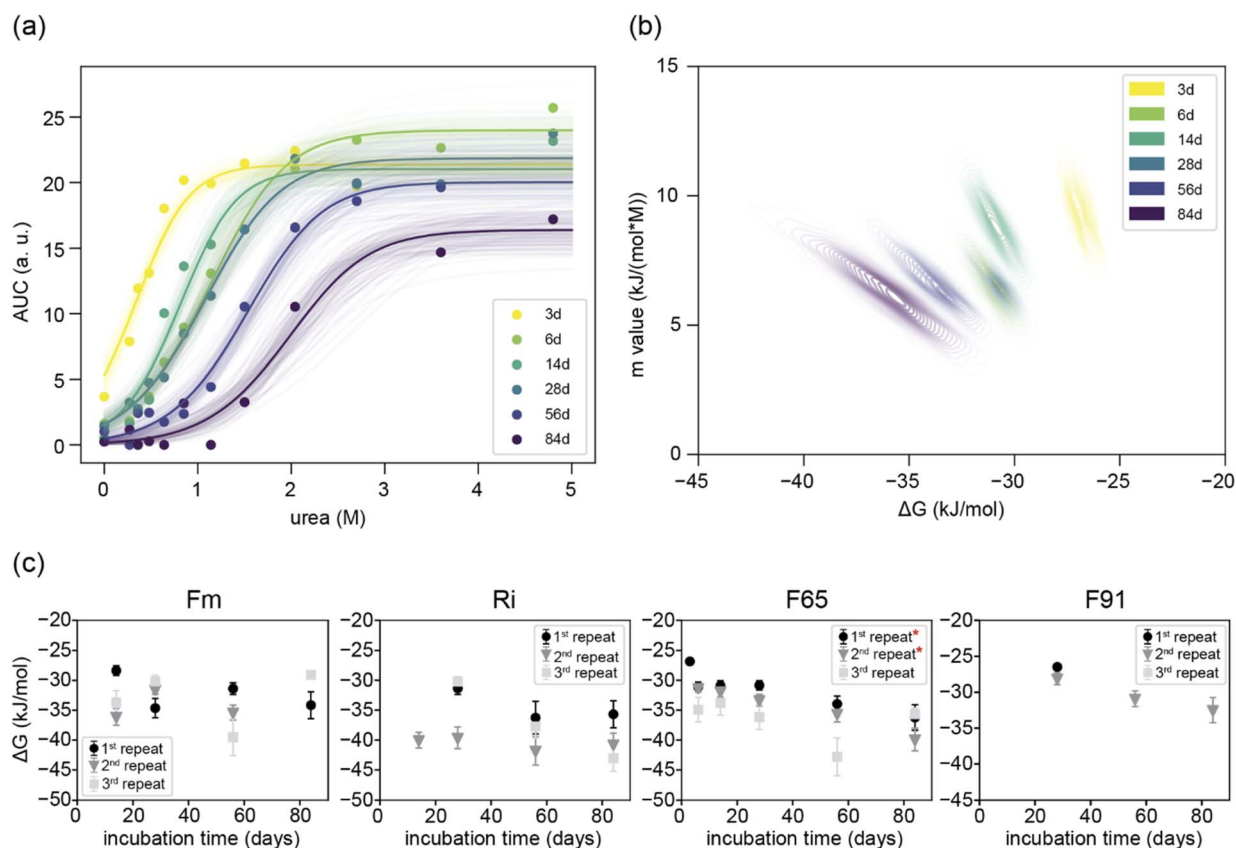 (a)
25
20
15
10
5
0
AUC (a. u.)
0 1 2 3 4 5
urea (M)
3d
6d
14d
28d
56d
84d
(b)
15
10
5
0
m value (kJ/(mol*M))
−45 −40 −35 −30 −25 −20
ΔG (kJ/mol)
3d
6d
14d
28d
56d
84d
(c)
Fm
−20
−25
−30
−35
−40
−45
−50
ΔG (kJ/mol)
1st repeat
2nd repeat
3rd repeat
0 20 40 60 80
incubation time (days)
Ri
−20
−25
−30
−35
−40
−45
−50
1st repeat
2nd repeat
3rd repeat
0 20 40 60 80
incubation time (days)
F65
−20
−25
−30
−35
−40
−45
−50
1st repeat*
2nd repeat*
3rd repeat
0 20 40 60 80
incubation time (days)
F91
−20
−25
−30
−35
−40
−45
1st repeat
2nd repeat
3rd repeat
0 20 40 60 80
incubation time (days)